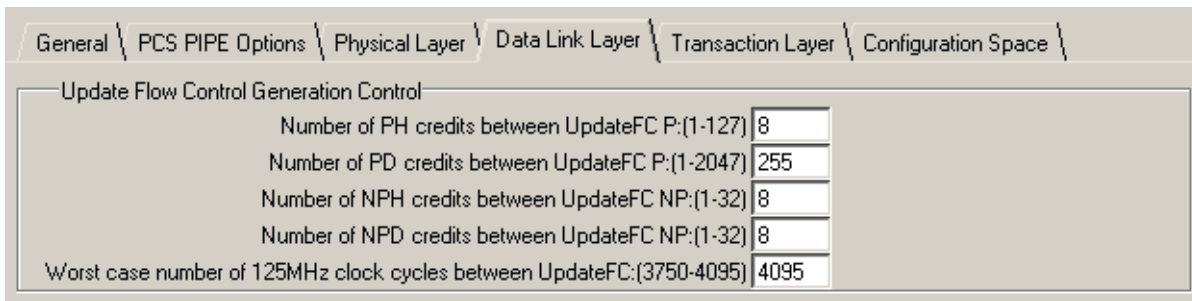 General PCS PIPE Options Physical Layer Data Link Layer Transaction Layer Configuration Space
Update Flow Control Generation Control
Number of PH credits between UpdateFC P:(1-127) 8
Number of PD credits between UpdateFC P:(1-2047) 255
Number of NPH credits between UpdateFC NP:(1-32) 8
Number of NPD credits between UpdateFC NP:(1-32) 8
Worst case number of 125MHz clock cycles between UpdateFC:(3750-4095) 4095